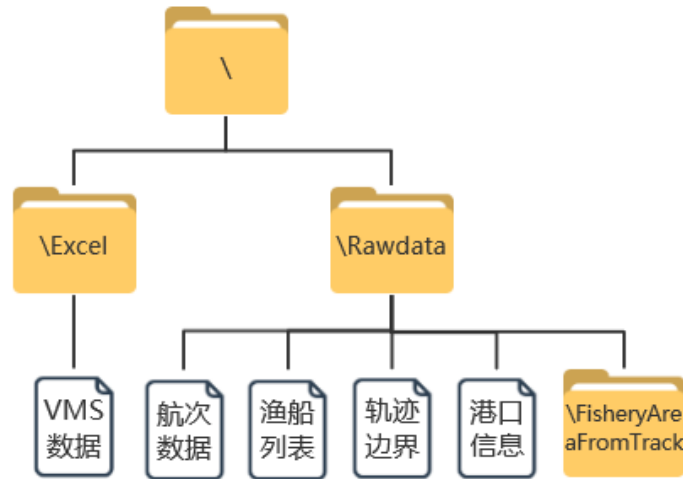 \
\Excel
\Rawdata
VMS
数据
航次
数据
渔船
列表
轨迹
边界
港口
信息
\FisheryAre
aFromTrack